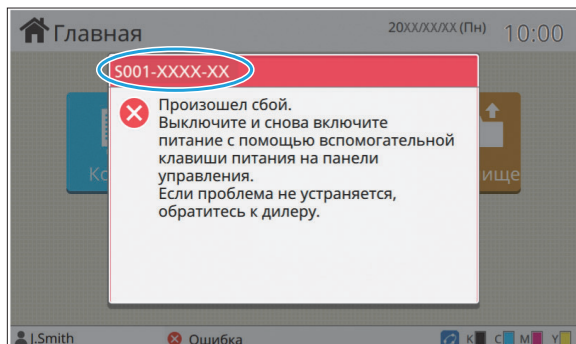 Главная
20XX/XX/XX (Пн) 10:00
S001-XXXX-XX
Произошел сбой.
Выключите и снова включите
питание с помощью вспомогательной
клавиши питания на панели
управления.
Если проблема не устраняется,
обратитесь к дилеру.
J.Smith Ошибка K C M Y